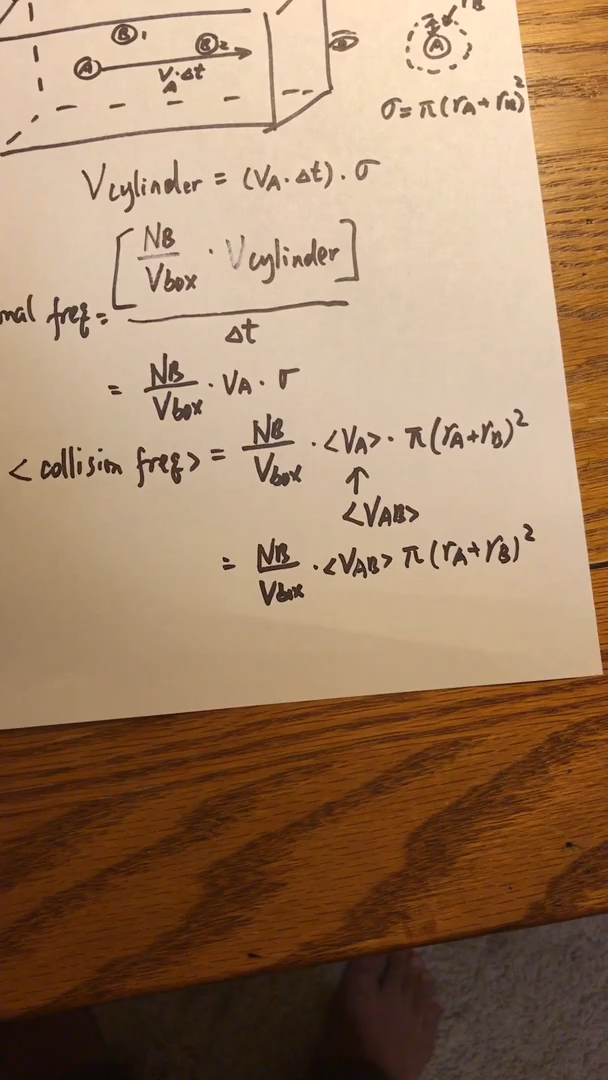 B 1 B 2
A
V_A·Δt
r_B
A
σ = π(r_A + r_B)²
V_cylinder = (V_A · Δt) · σ
freq = [N_B / V_box · V_cylinder] / Δt
= N_B / V_box · V_A · σ
<collision freq> = N_B / V_box · <V_A> · π(r_A + r_B)²
↑
<V_AB>
= N_B / V_box · <V_AB> π(r_A + r_B)²